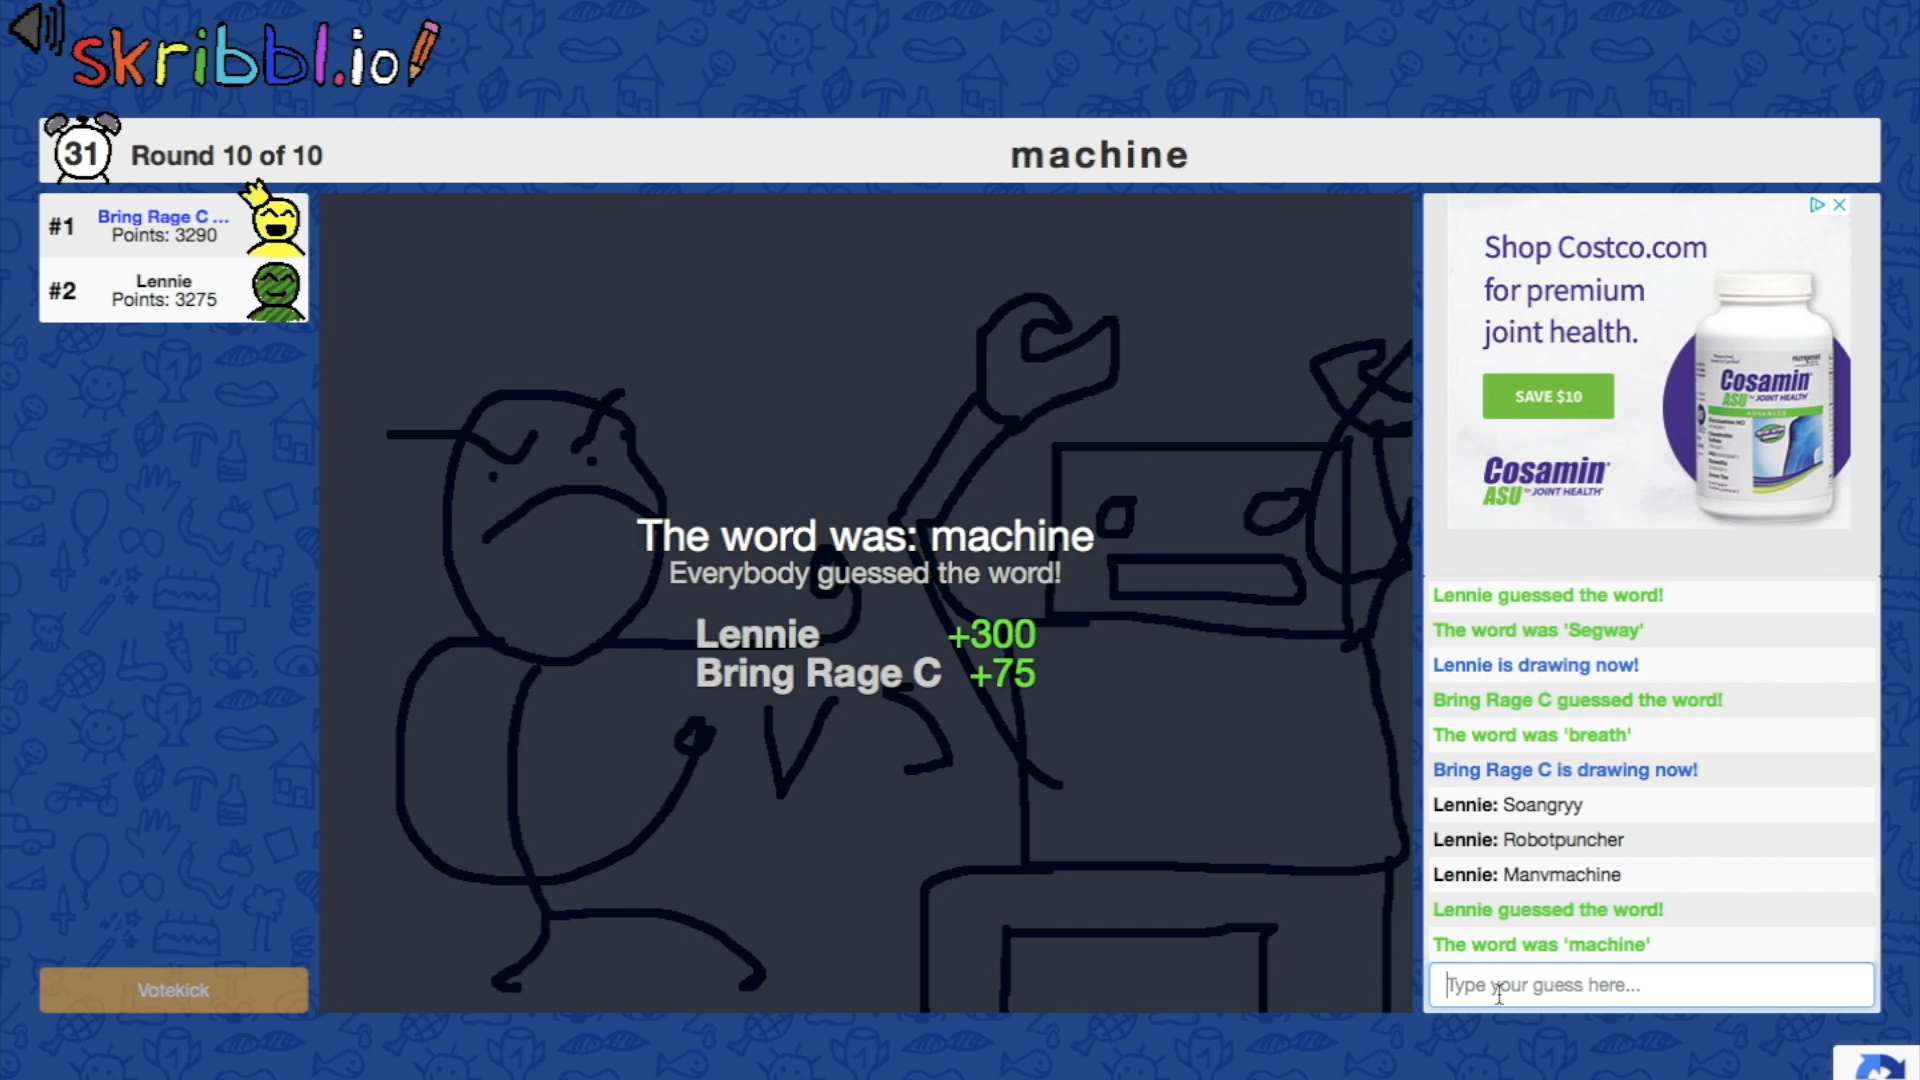 skribbl.io
31
Round 10 of 10
machine
#1
Bring Rage C ...
Points: 3290
#2
Lennie
Points: 3275
V
The word was: machine
Everybody guessed the word!
Lennie +300
Bring Rage C +75
Votekick
Shop Costco.com
for premium
joint health.
SAVE $10
Cosamin
ASU for JOINT HEALTH
Cosamin
ASU for JOINT HEALTH
ADVANCED
Lennie guessed the word!
The word was 'Segway'
Lennie is drawing now!
Bring Rage C guessed the word!
The word was 'breath'
Bring Rage C is drawing now!
Lennie: Soangryy
Lennie: Robotpuncher
Lennie: Manvmachine
Lennie guessed the word!
The word was 'machine'
Type your guess here...